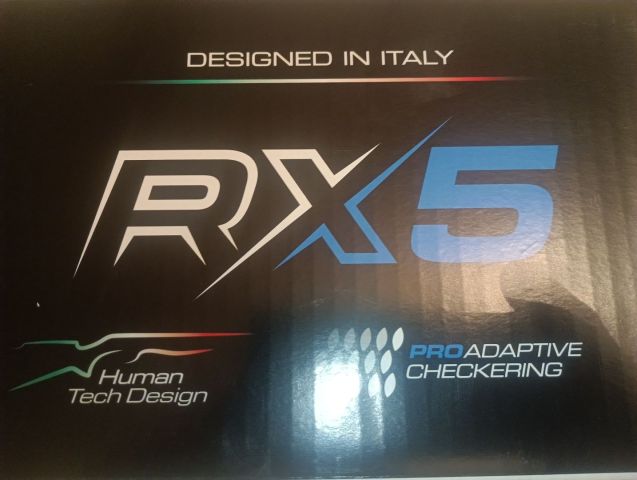 DESIGNED IN ITALY
RX5
Human
Tech Design
PROADAPTIVE
CHECKERING